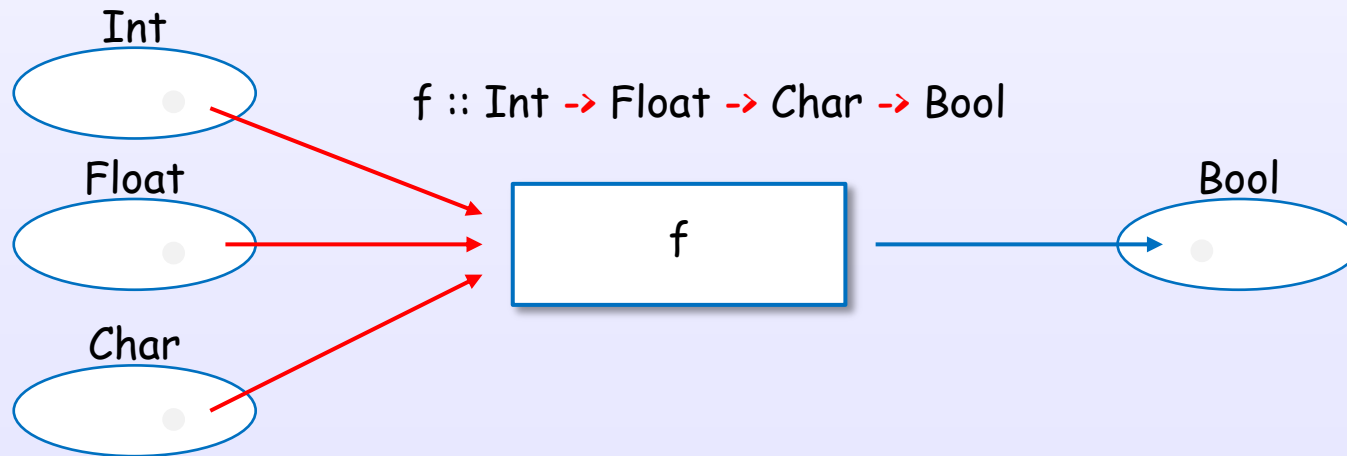 Int
f :: Int -> Float -> Char -> Bool
Float
Bool
f
Char